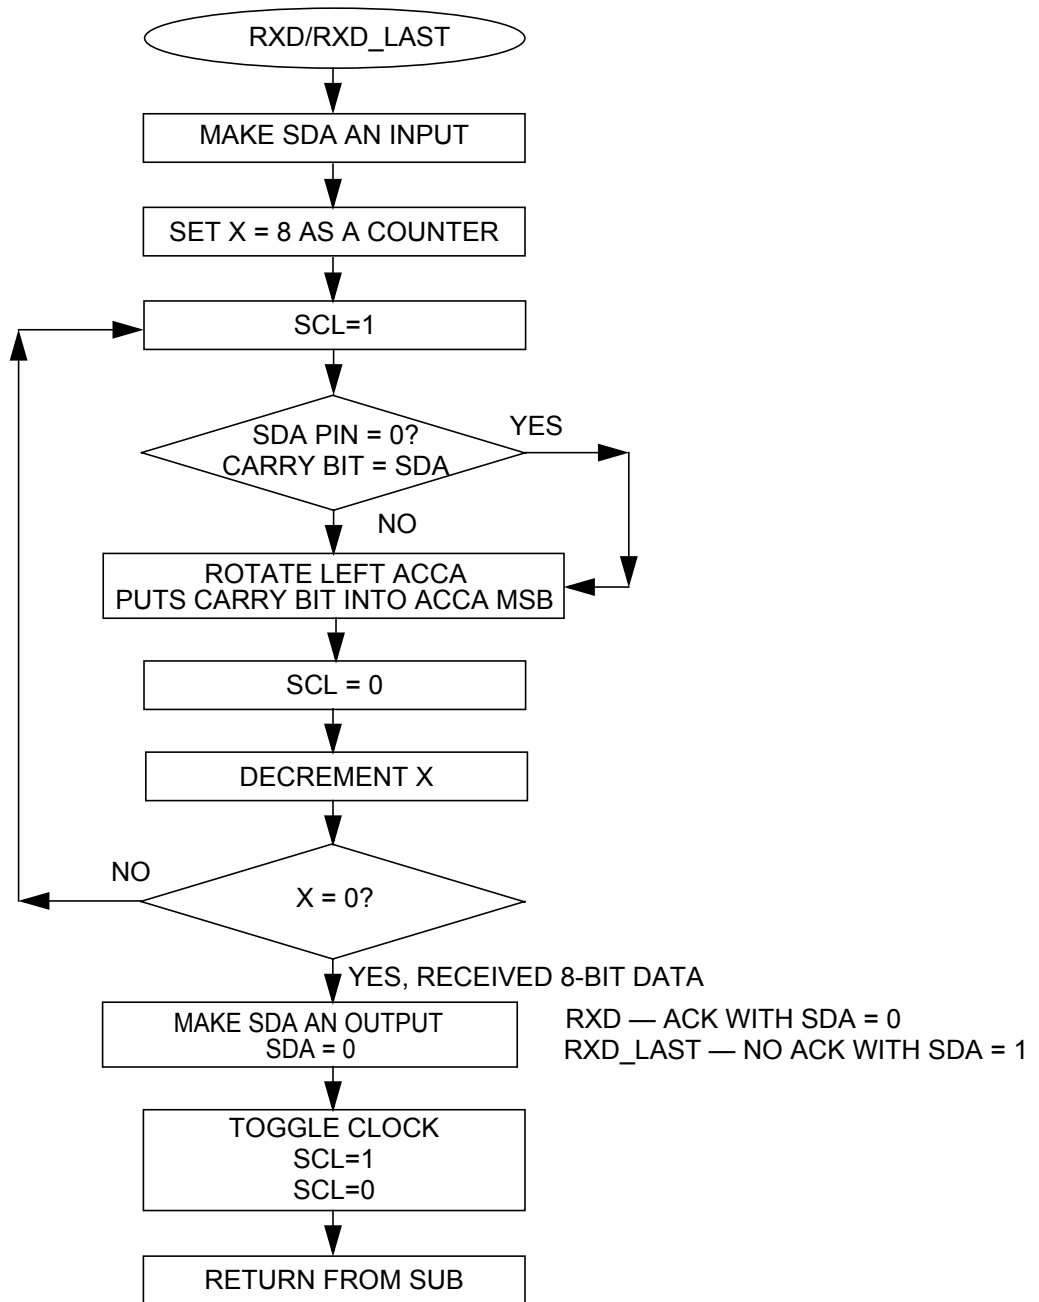 RXD/RXD_LAST
MAKE SDA AN INPUT
SET X = 8 AS A COUNTER
SCL=1
SDA PIN = 0?
CARRY BIT = SDA
YES
NO
ROTATE LEFT ACCA
PUTS CARRY BIT INTO ACCA MSB
SCL = 0
DECREMENT X
NO
X = 0?
YES, RECEIVED 8-BIT DATA
MAKE SDA AN OUTPUT
SDA = 0
RXD — ACK WITH SDA = 0
RXD_LAST — NO ACK WITH SDA = 1
TOGGLE CLOCK
SCL=1
SCL=0
RETURN FROM SUB